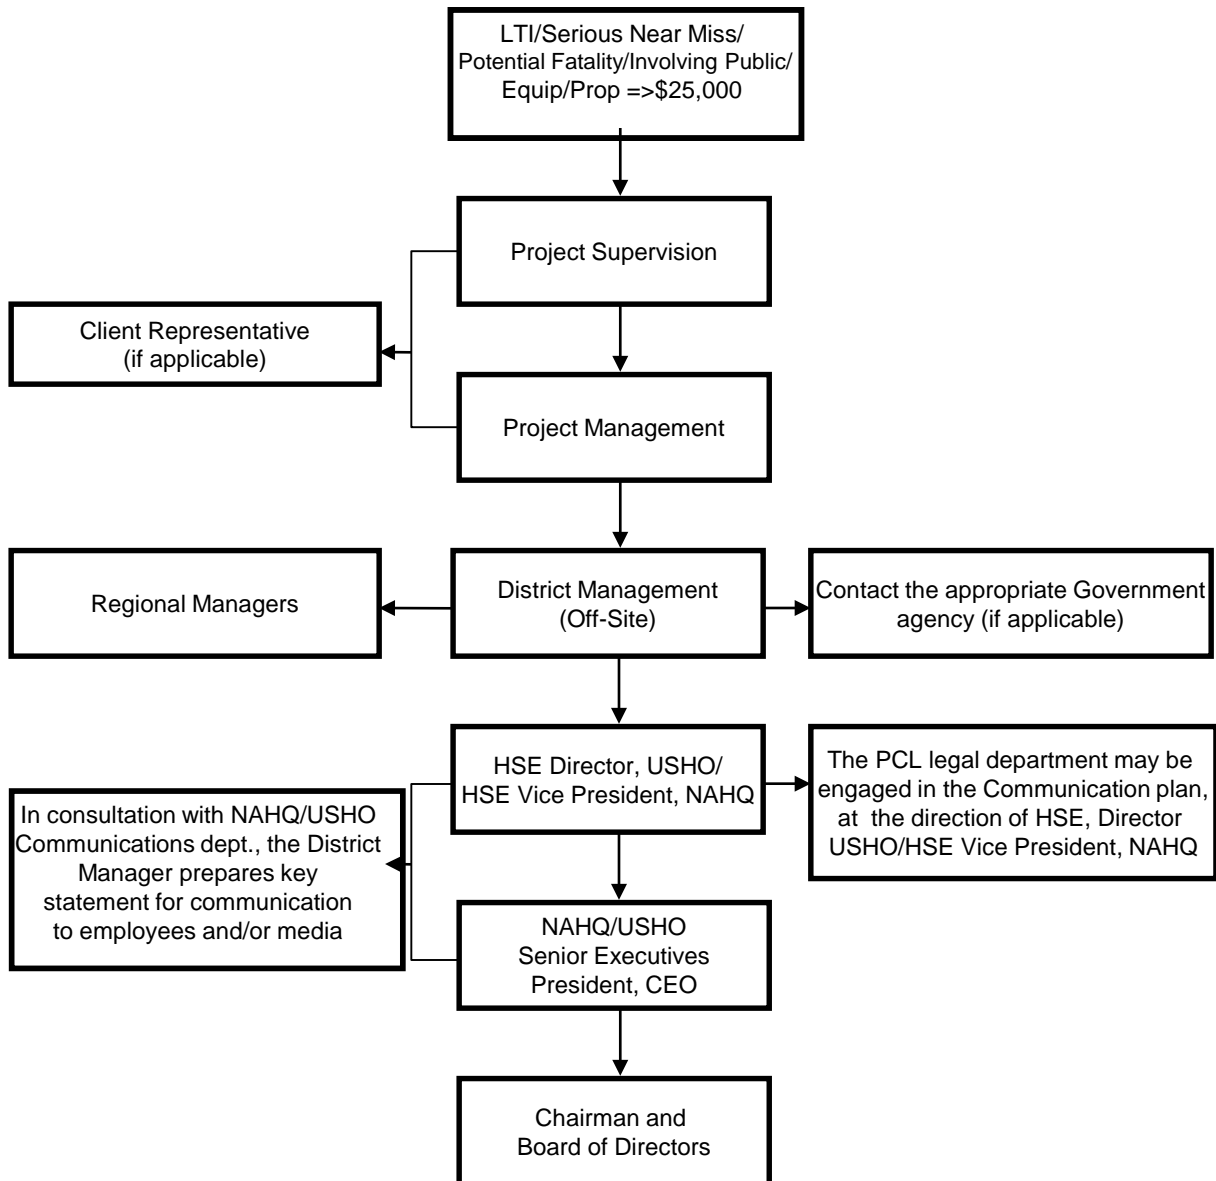 LTI/Serious Near Miss/
Potential Fatality/Involving Public/
Equip/Prop =>$25,000
Project Supervision
Client Representative
(if applicable)
Project Management
Regional Managers
District Management
(Off-Site)
Contact the appropriate Government
agency (if applicable)
HSE Director, USHO/
HSE Vice President, NAHQ
The PCL legal department may be
engaged in the Communication plan,
at the direction of HSE, Director
USHO/HSE Vice President, NAHQ
In consultation with NAHQ/USHO
Communications dept., the District
Manager prepares key
statement for communication
to employees and/or media
NAHQ/USHO
Senior Executives
President, CEO
Chairman and
Board of Directors